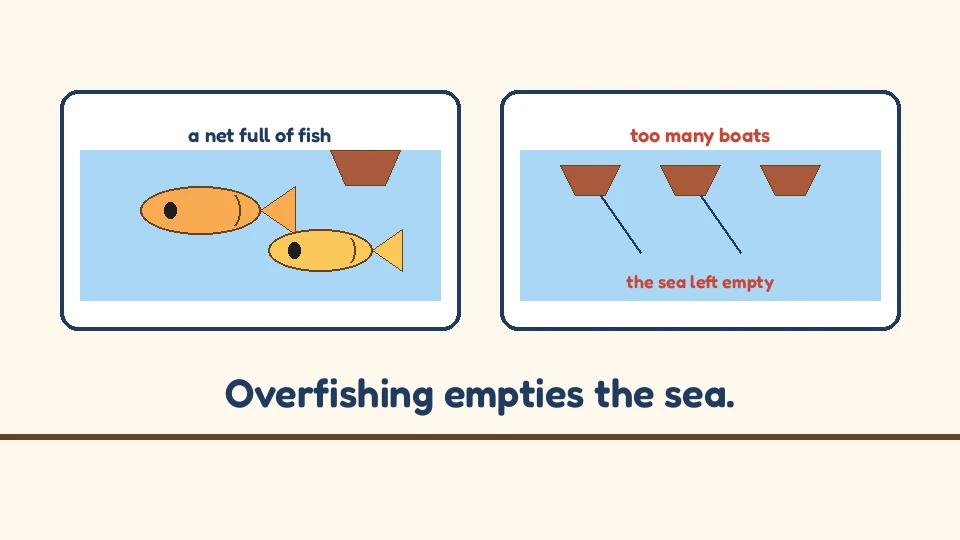 a net full of fish
too many boats
the sea left empty
Overfishing empties the sea.